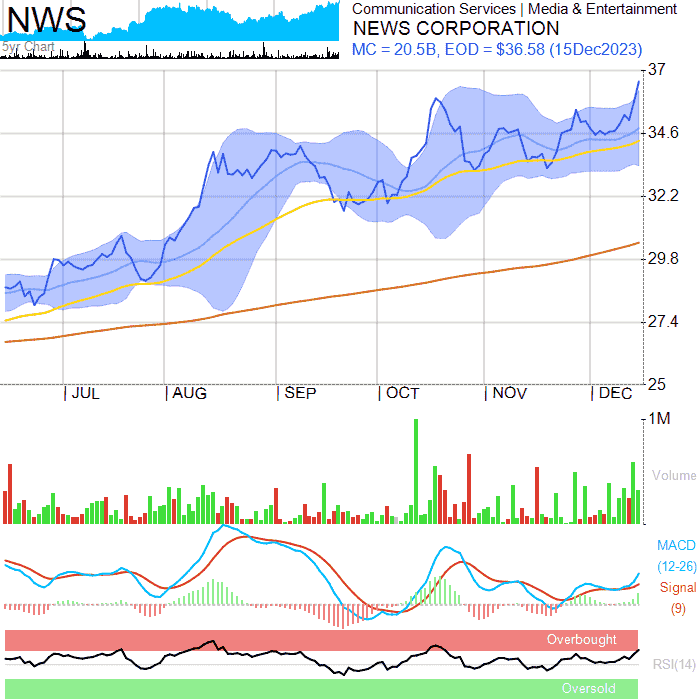 NWS
5yr Chart
Communication Services | Media & Entertainment
NEWS CORPORATION
MC = 20.5B, EOD = $36.58 (15Dec2023)
37
34.6
32.2
29.8
27.4
25
JUL
AUG
SEP
OCT
NOV
DEC
1M
Volume
MACD
(12-26)
Signal
(9)
Overbought
RSI(14)
Oversold